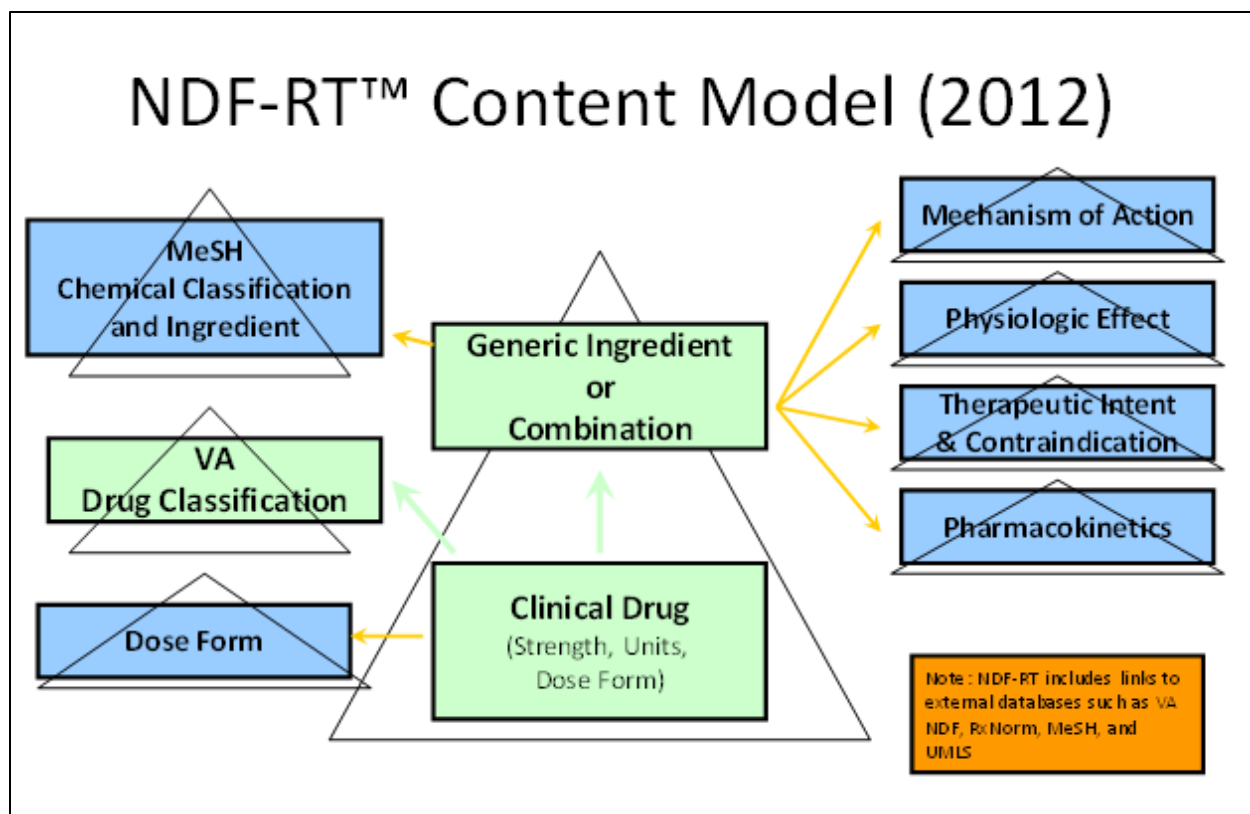 NDF-RT™ Content Model (2012)
MeSH
Chemical Classification
and Ingredient
VA
Drug Classification
Dose Form
Generic Ingredient
or
Combination
Clinical Drug
(Strength, Units,
Dose Form)
Mechanism of Action
Physiologic Effect
Therapeutic Intent
& Contraindication
Pharmacokinetics
Note : NDF-RT includes links to
external databases such as VA
NDF, RxNorm, MeSH, and
UMLS